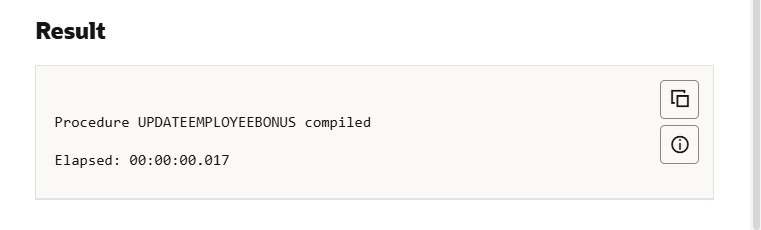 Result
Procedure UPDATEEMPLOYEEBONUS compiled
Elapsed: 00:00:00.017